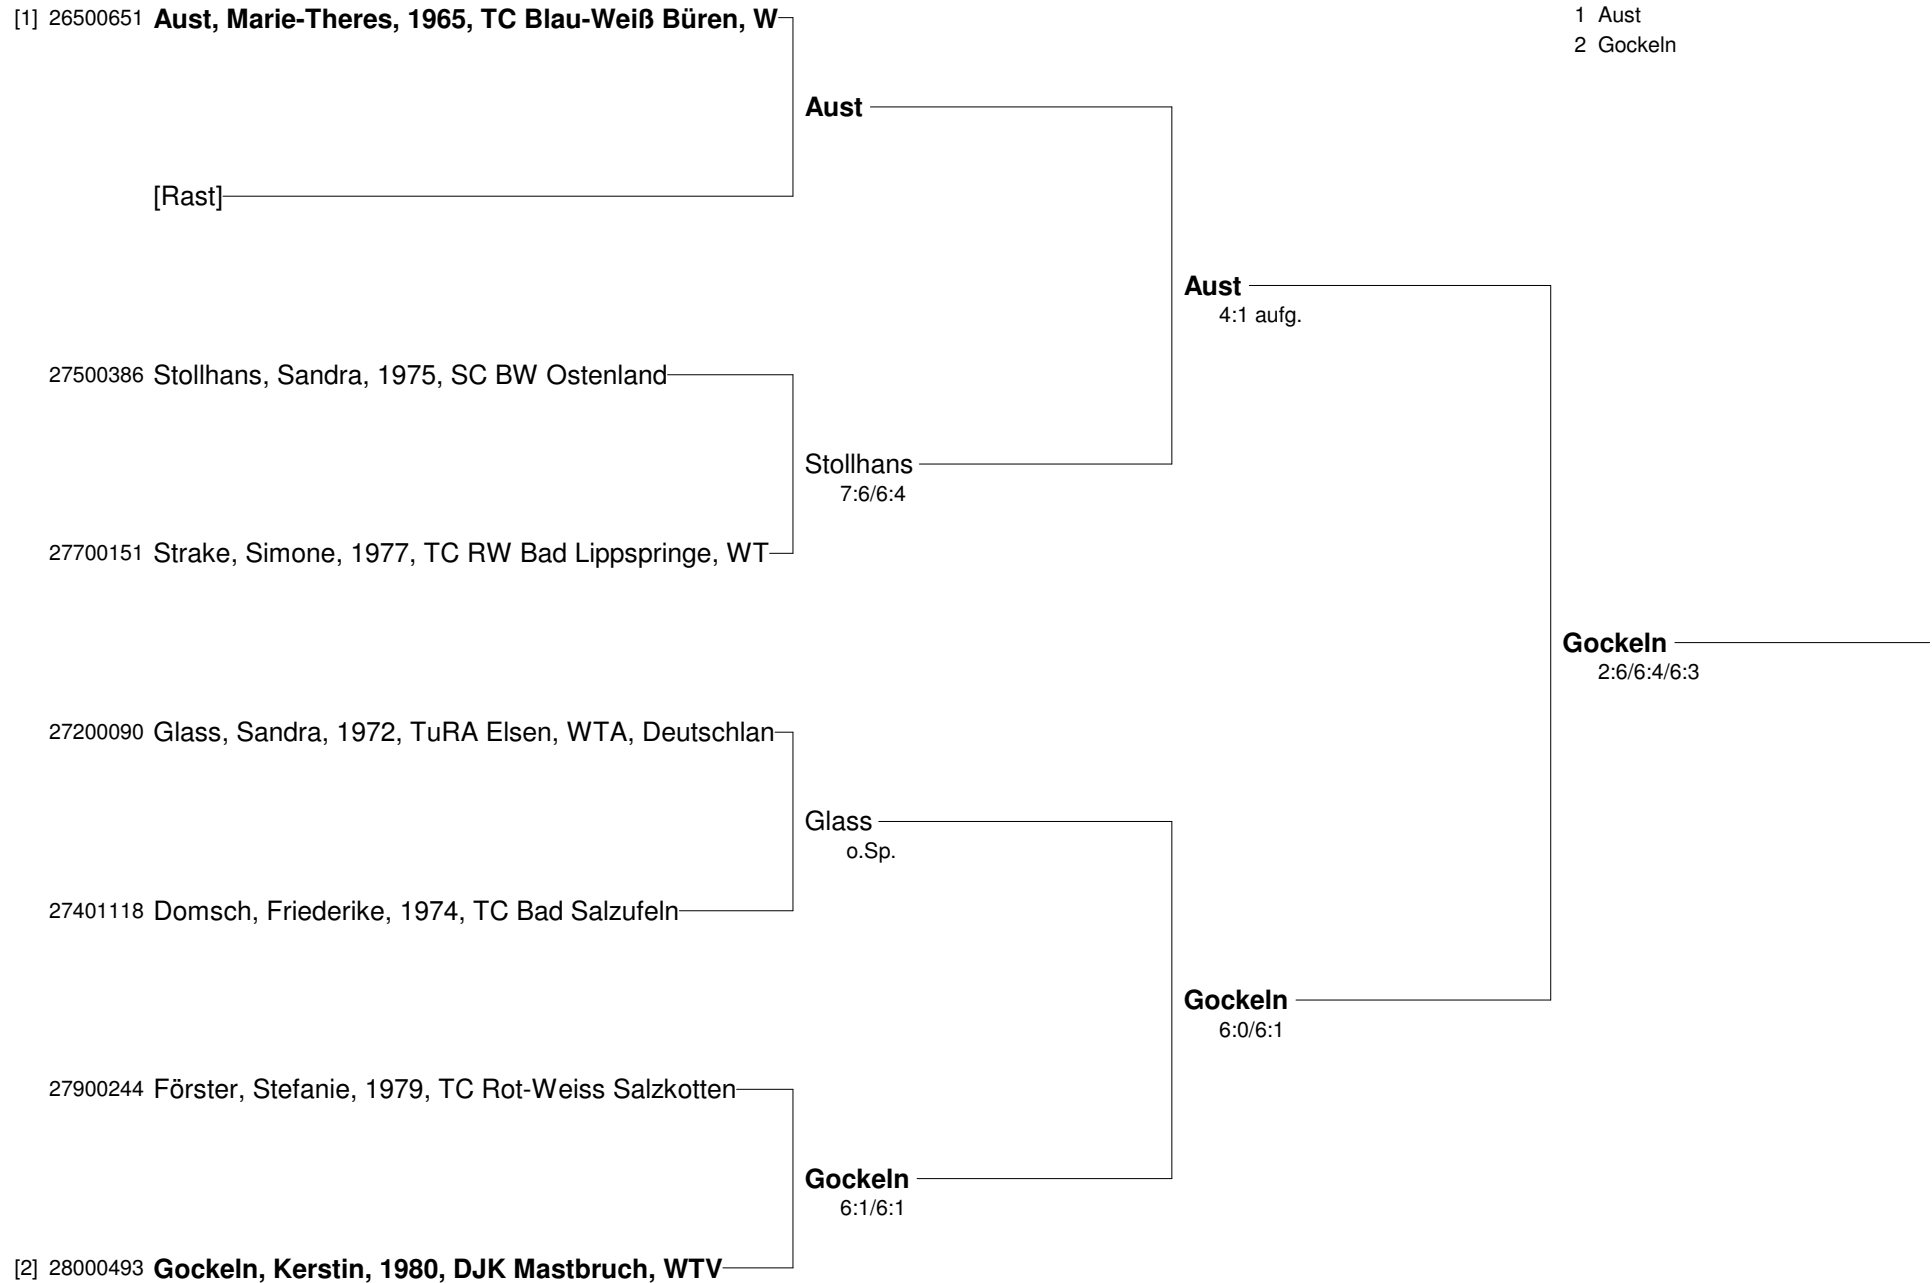 [1] 26500651 Aust, Marie-Theres, 1965, TC Blau-Weiß Büren, W
1 Aust
2 Gockeln
Aust
[Rast]
Aust
4:1 aufg.
27500386 Stollhans, Sandra, 1975, SC BW Ostenland
Stollhans
7:6/6:4
27700151 Strake, Simone, 1977, TC RW Bad Lippspringe, WT
Gockeln
2:6/6:4/6:3
27200090 Glass, Sandra, 1972, TuRA Elsen, WTA, Deutschlan
Glass
o.Sp.
27401118 Domsch, Friederike, 1974, TC Bad Salzufeln
Gockeln
6:0/6:1
27900244 Förster, Stefanie, 1979, TC Rot-Weiss Salzkotten
Gockeln
6:1/6:1
[2] 28000493 Gockeln, Kerstin, 1980, DJK Mastbruch, WTV